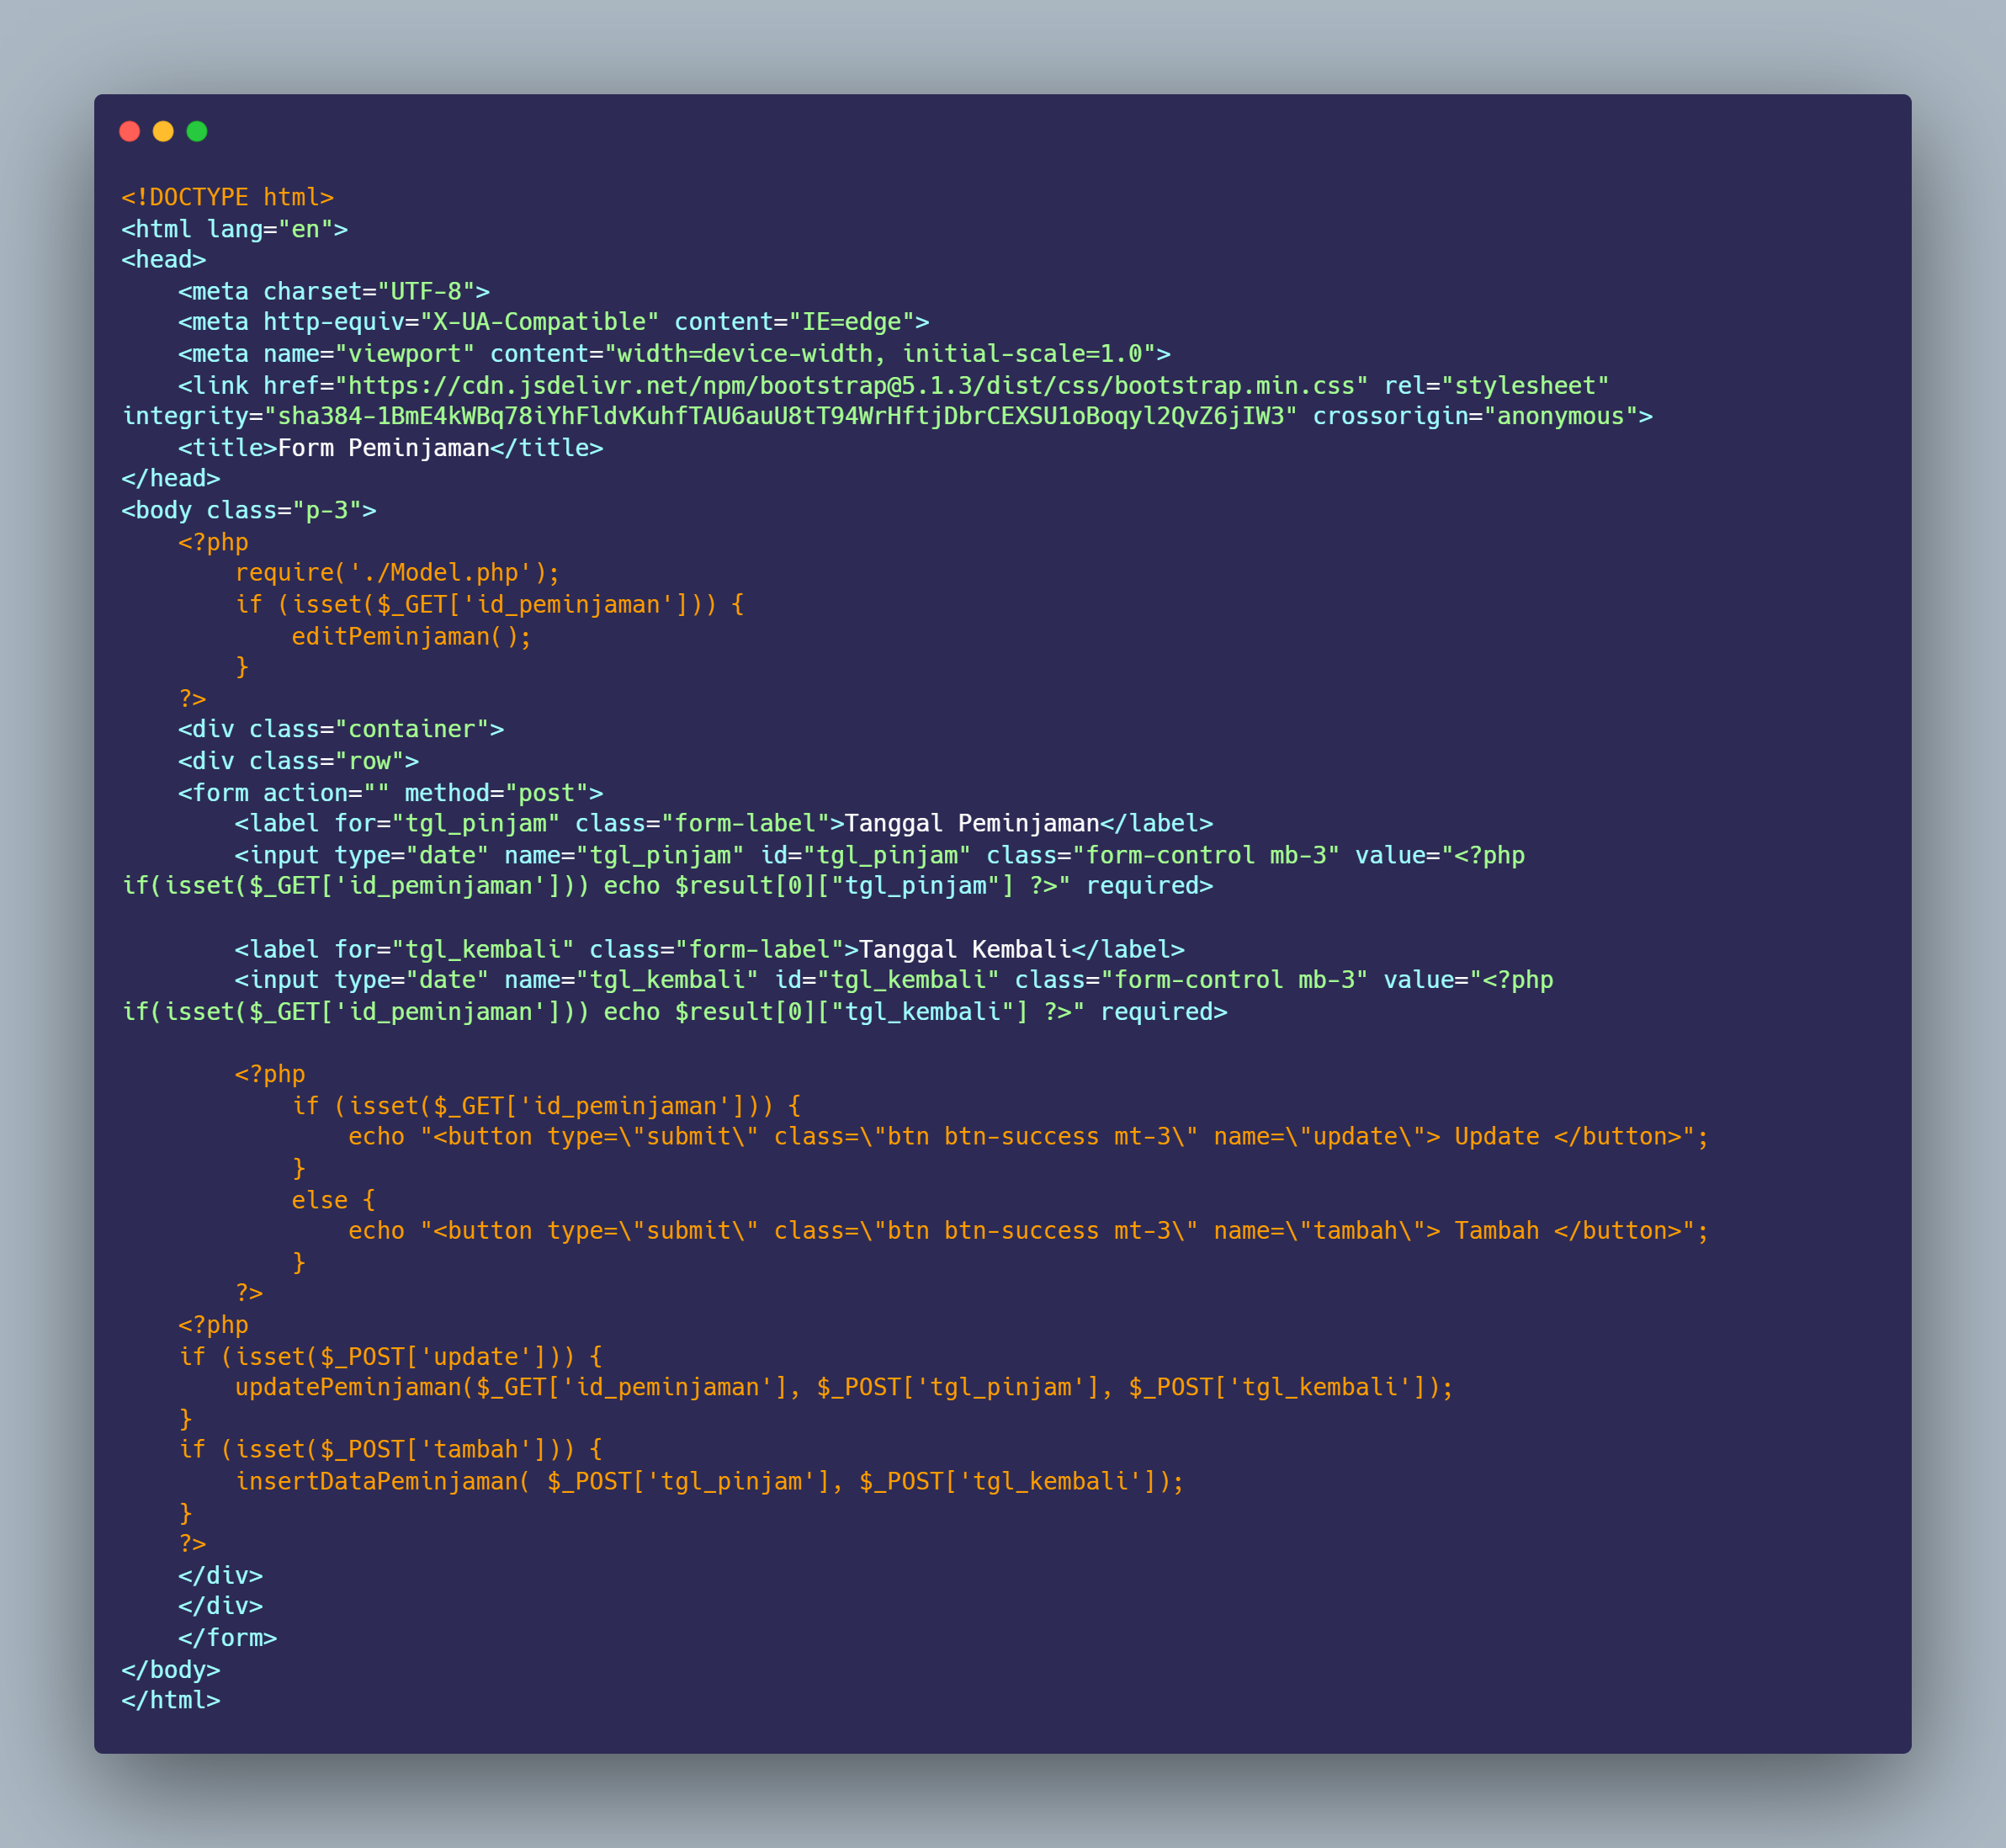 <!DOCTYPE html>
<html lang="en">
<head>
    <meta charset="UTF-8">
    <meta http-equiv="X-UA-Compatible" content="IE=edge">
    <meta name="viewport" content="width=device-width, initial-scale=1.0">
    <link href="https://cdn.jsdelivr.net/npm/bootstrap@5.1.3/dist/css/bootstrap.min.css" rel="stylesheet"
integrity="sha384-1BmE4kWBq78iYhFldvKuhfTAU6auU8tT94WrHftjDbrCEXSU1oBoqyl2QvZ6jIW3" crossorigin="anonymous">
    <title>Form Peminjaman</title>
</head>
<body class="p-3">
    <?php
        require('./Model.php');
        if (isset($_GET['id_peminjaman'])) {
            editPeminjaman();
        }
    ?>
    <div class="container">
    <div class="row">
    <form action="" method="post">
        <label for="tgl_pinjam" class="form-label">Tanggal Peminjaman</label>
        <input type="date" name="tgl_pinjam" id="tgl_pinjam" class="form-control mb-3" value="<?php
if(isset($_GET['id_peminjaman'])) echo $result[0]["tgl_pinjam"] ?>" required>

        <label for="tgl_kembali" class="form-label">Tanggal Kembali</label>
        <input type="date" name="tgl_kembali" id="tgl_kembali" class="form-control mb-3" value="<?php
if(isset($_GET['id_peminjaman'])) echo $result[0]["tgl_kembali"] ?>" required>

        <?php
            if (isset($_GET['id_peminjaman'])) {
                echo "<button type=\"submit\" class=\"btn btn-success mt-3\" name=\"update\"> Update </button>";
            }
            else {
                echo "<button type=\"submit\" class=\"btn btn-success mt-3\" name=\"tambah\"> Tambah </button>";
            }
        ?>
    <?php
    if (isset($_POST['update'])) {
        updatePeminjaman($_GET['id_peminjaman'], $_POST['tgl_pinjam'], $_POST['tgl_kembali']);
    }
    if (isset($_POST['tambah'])) {
        insertDataPeminjaman( $_POST['tgl_pinjam'], $_POST['tgl_kembali']);
    }
    ?>
    </div>
    </div>
    </form>
</body>
</html>